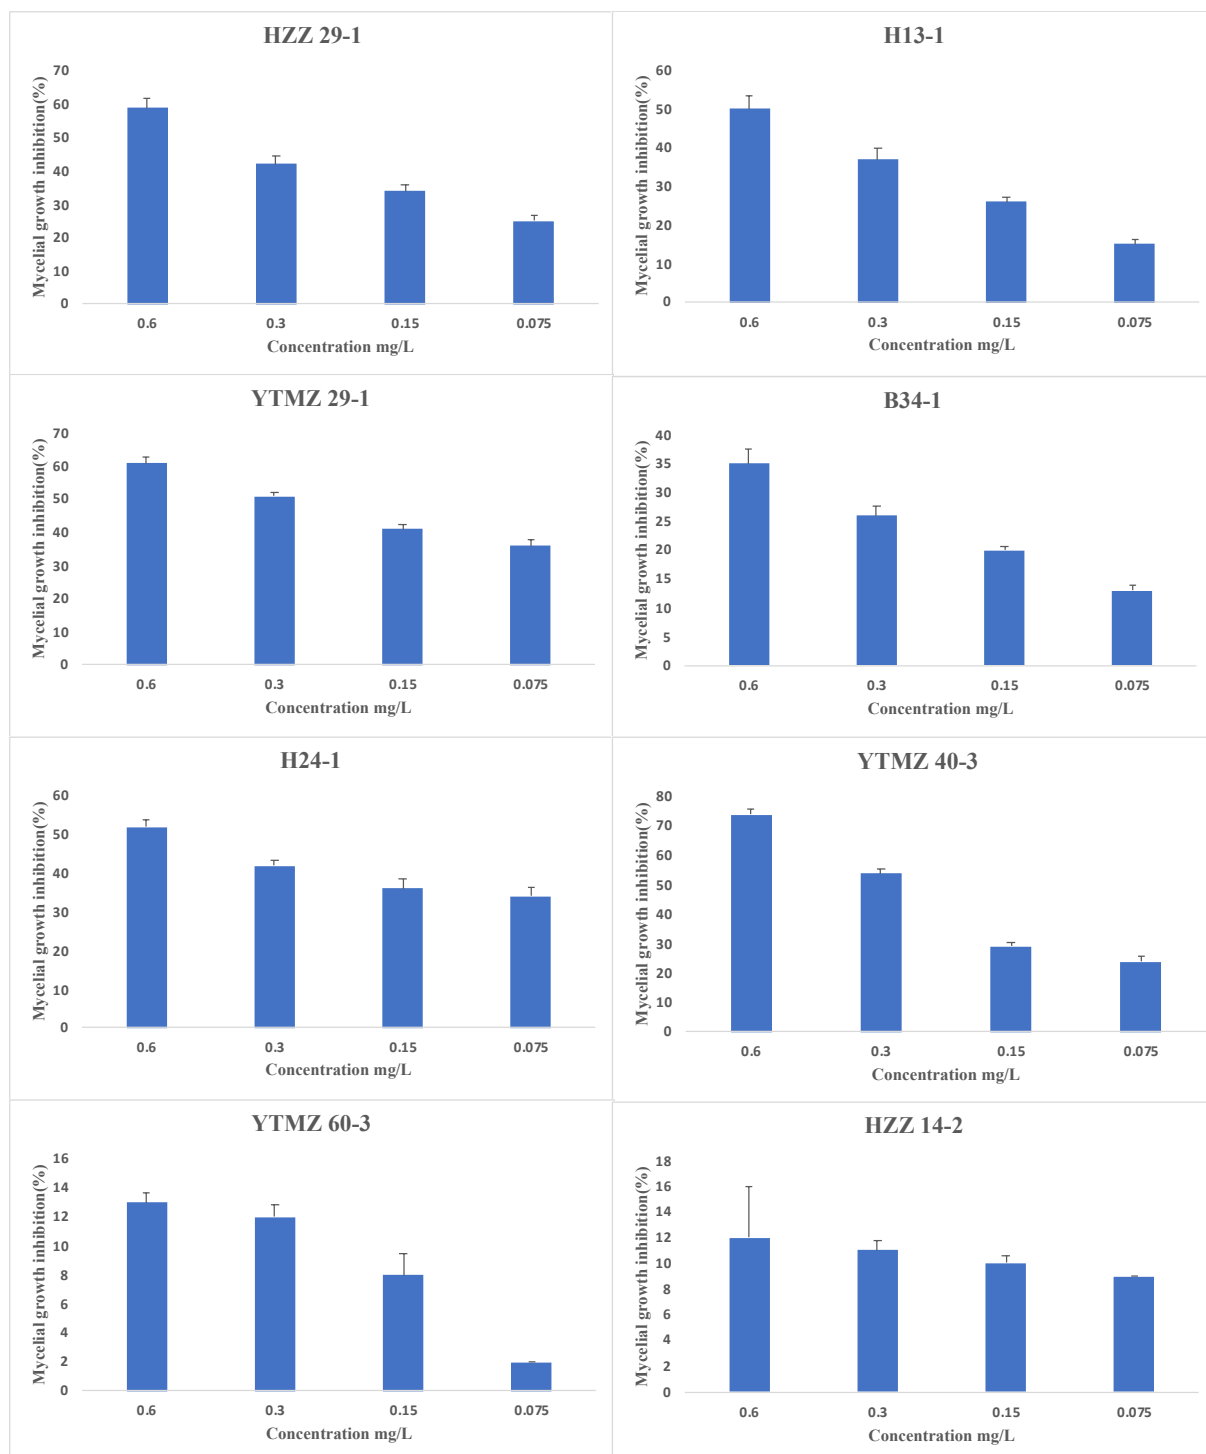 HZZ 29-1
Mycelial growth inhibition(%)
70
60
50
40
30
20
10
0
0.6 0.3 0.15 0.075
Concentration mg/L
H13-1
Mycelial growth inhibition(%)
60
50
40
30
20
10
0
0.6 0.3 0.15 0.075
Concentration mg/L
YTMZ 29-1
Mycelial growth inhibition(%)
70
60
50
40
30
20
10
0
0.6 0.3 0.15 0.075
Concentration mg/L
B34-1
Mycelial growth inhibition(%)
40
35
30
25
20
15
10
5
0
0.6 0.3 0.15 0.075
Concentration mg/L
H24-1
Mycelial growth inhibition(%)
60
50
40
30
20
10
0
0.6 0.3 0.15 0.075
Concentration mg/L
YTMZ 40-3
Mycelial growth inhibition(%)
80
70
60
50
40
30
20
10
0
0.6 0.3 0.15 0.075
Concentration mg/L
YTMZ 60-3
Mycelial growth inhibition(%)
16
14
12
10
8
6
4
2
0
0.6 0.3 0.15 0.075
Concentration mg/L
HZZ 14-2
Mycelial growth inhibition(%)
18
16
14
12
10
8
6
4
2
0
0.6 0.3 0.15 0.075
Concentration mg/L